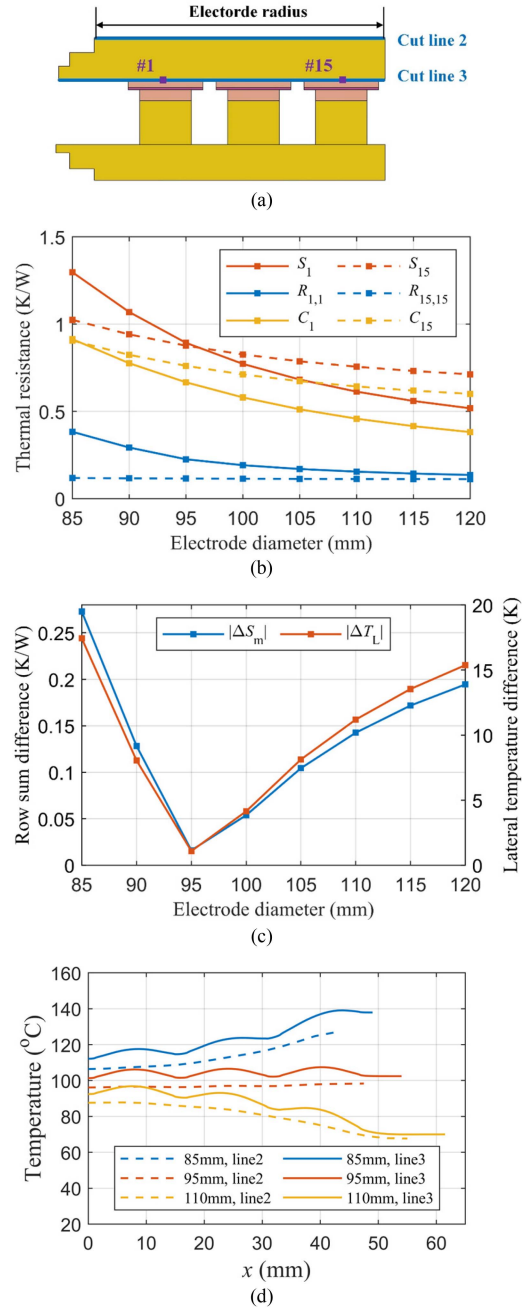 Electorde radius
Cut line 2
#1
#15
Cut line 3
(a)
Thermal resistance (K/W)
1.5
1
0.5
0
S1
S15
R1,1
R15,15
C1
C15
85 90 95 100 105 110 115 120
Electrode diameter (mm)
(b)
Row sum difference (K/W)
0.25
0.2
0.15
0.1
0.05
0
|ΔSm|
|ΔTL|
20
15
10
5
0
Lateral temperature difference (K)
85 90 95 100 105 110 115 120
Electrode diameter (mm)
(c)
Temperature (°C)
160
140
120
100
80
60
40
20
85mm, line2
85mm, line3
95mm, line2
95mm, line3
110mm, line2
110mm, line3
0 10 20 30 40 50 60
x (mm)
(d)